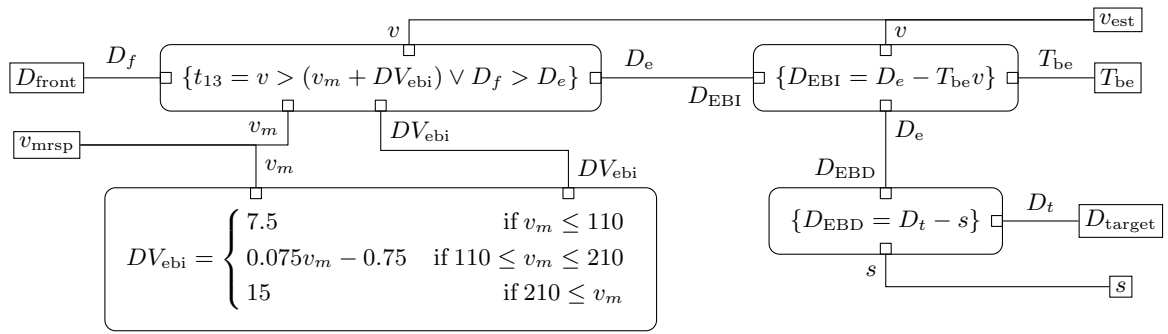 v v v_est
D_front D_f {t_13 = v > (v_m + DV_ebi) ∨ D_f > D_e} D_e D_EBI {D_EBI = D_e − T_be v} T_be T_be
v_mrsp v_m DV_ebi D_e
v_m DV_ebi D_EBD
DV_ebi = { 7.5 if v_m ≤ 110
0.075v_m − 0.75 if 110 ≤ v_m ≤ 210
15 if 210 ≤ v_m
{D_EBD = D_t − s} D_t D_target
s s